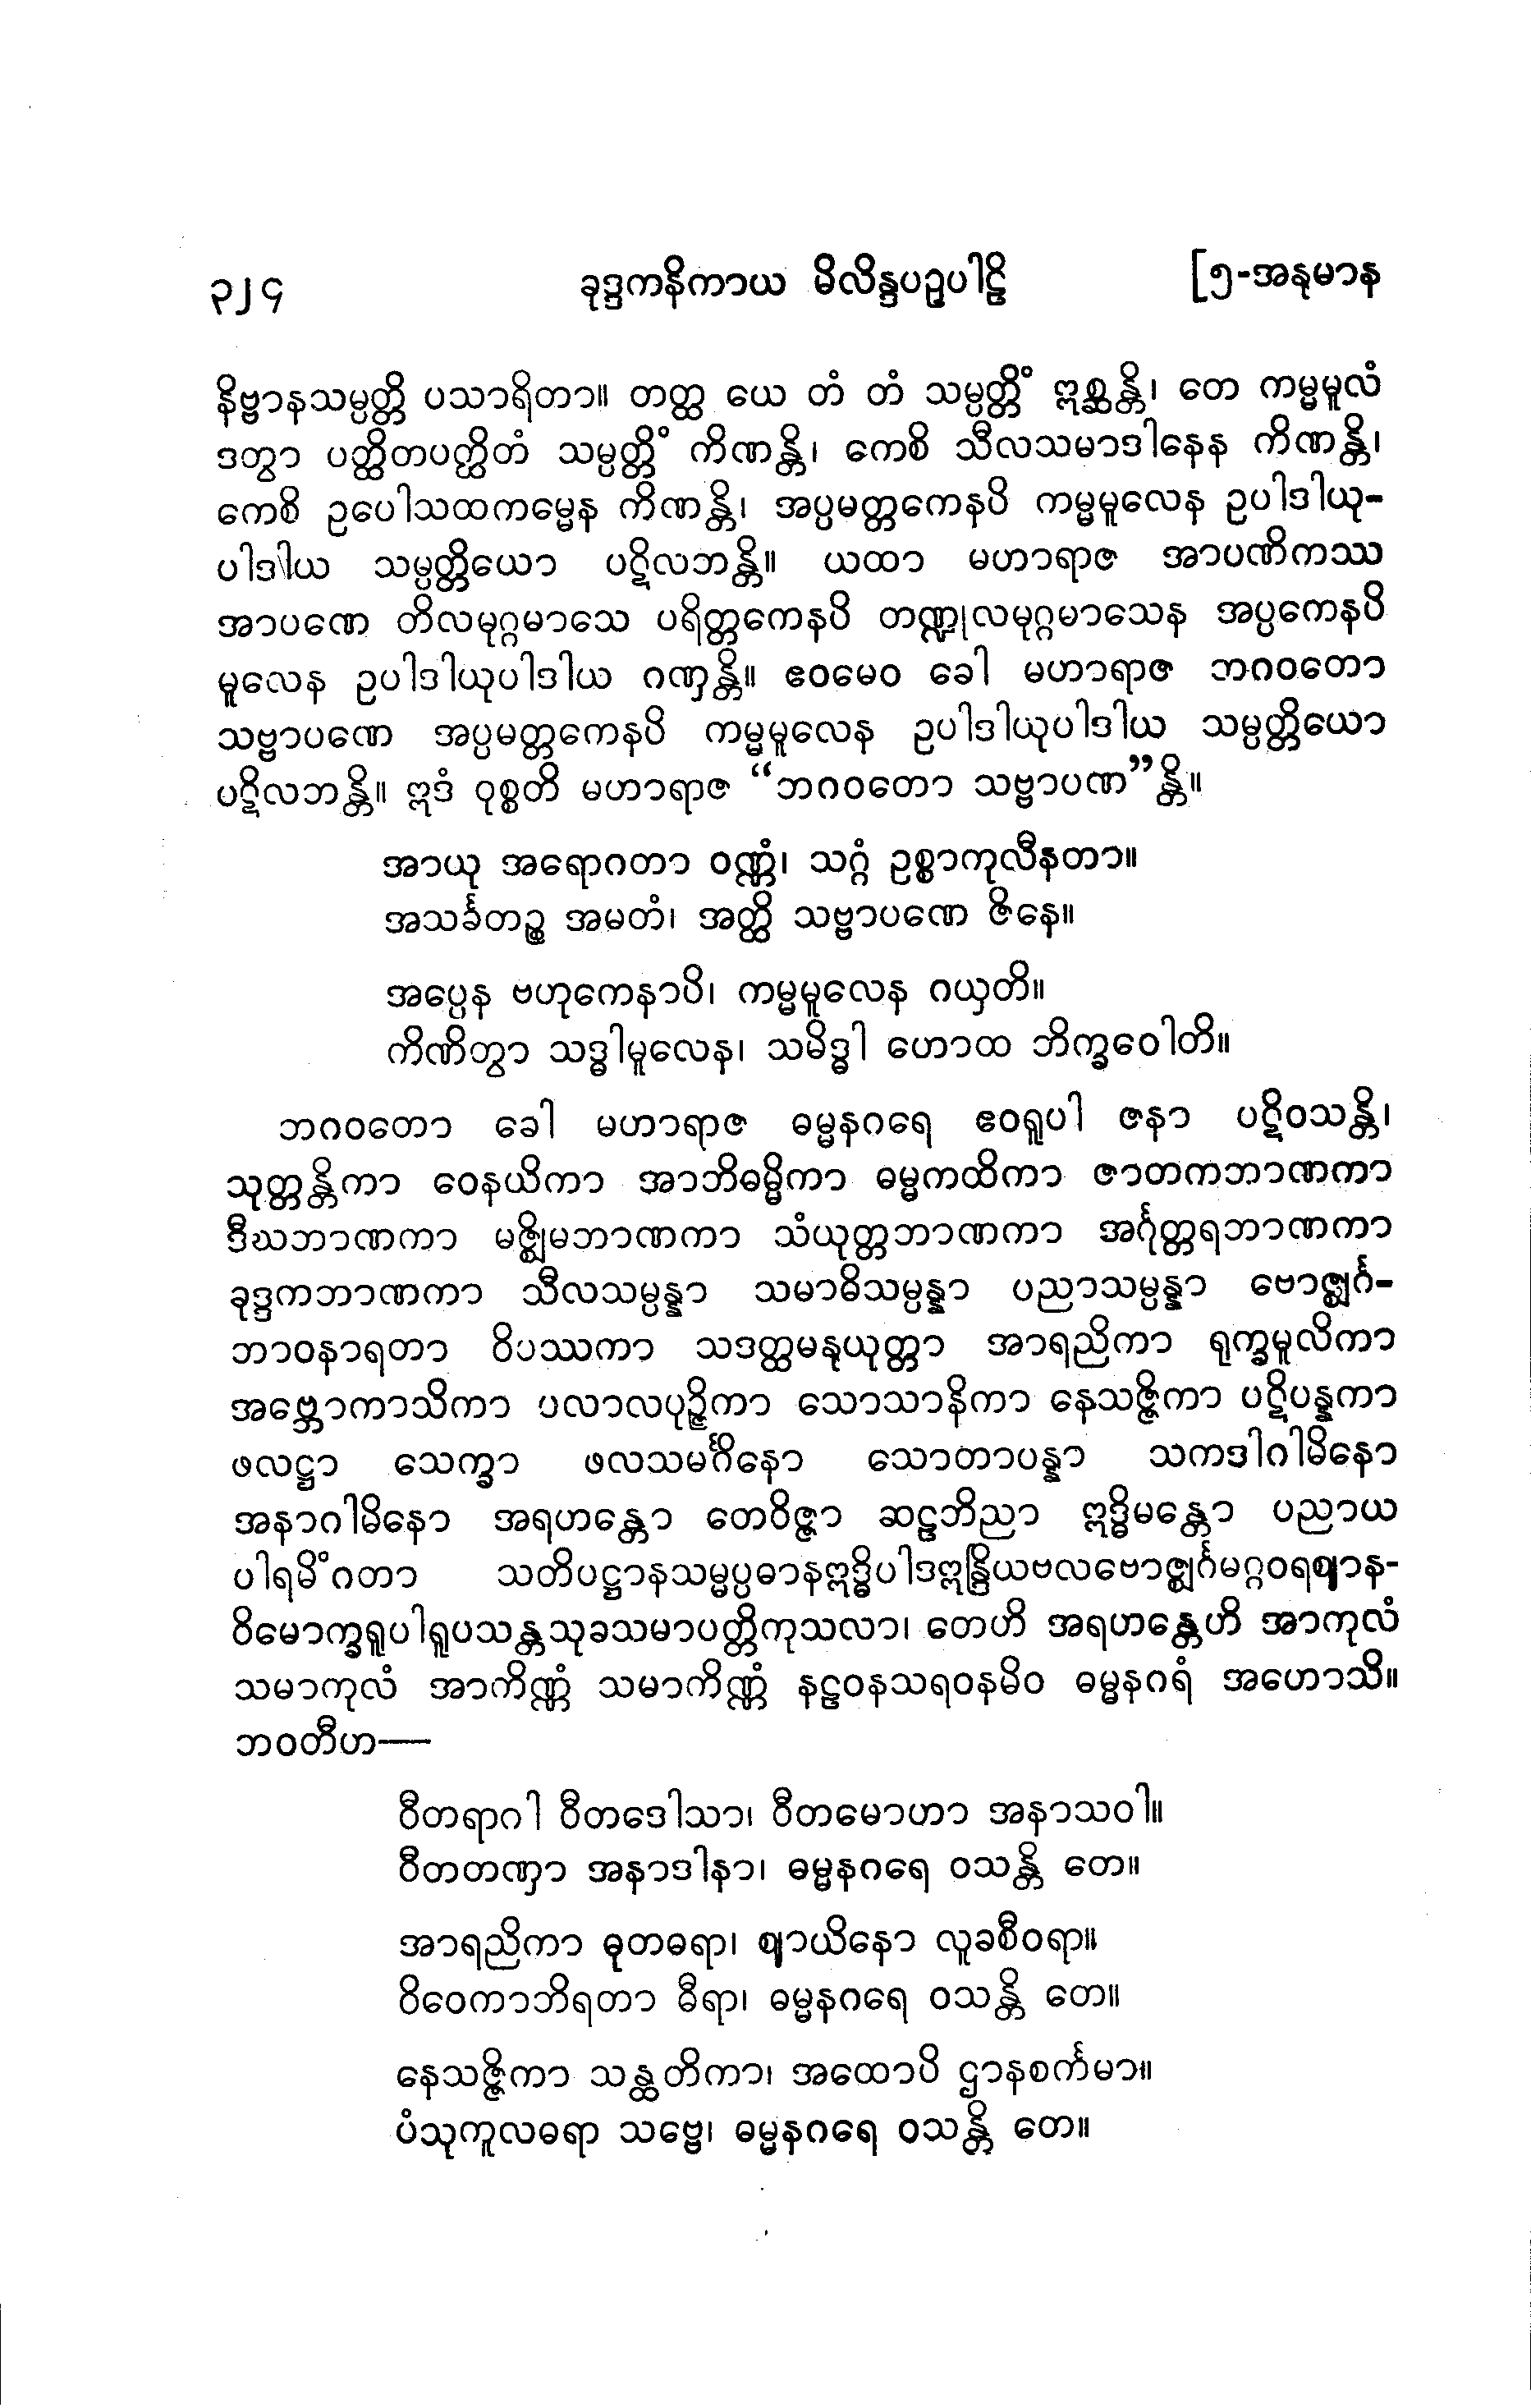 ၃၂၄ ခုဒ္ဒကနိကာယ မိလိန္ဒပဉှပါဠိ [၅-အနုမာန
နိဗ္ဗာနသမ္ပတ္တိ ပသာရိတာ။ တတ္ထ ယေ တံ တံ သမ္ပတ္တိံ ဣစ္ဆန္တိ၊ တေ ကမ္မမူလံ
ဒတွာ ပတ္ထိတပတ္ထိတံ သမ္ပတ္တိံ ကိဏန္တိ၊ ကေစိ သီလသမာဒါနေန ကိဏန္တိ၊
ကေစိ ဥပေါသထကမ္မေန ကိဏန္တိ၊ အပ္ပမတ္တကေနပိ ကမ္မမူလေန ဥပါဒါယု-
ပါဒါယ သမ္ပတ္တိယော ပဋိလဘန္တိ။ ယထာ မဟာရာဇ အာပဏိကဿ
အာပဏေ တိလမုဂ္ဂမာသေ ပရိတ္တကေနပိ တဏ္ဍုလမုဂ္ဂမာသေန အပ္ပကေနပိ
မူလေန ဥပါဒါယုပါဒါယ ဂဏှန္တိ။ ဧဝမေဝ ခေါ မဟာရာဇ ဘဂဝတော
သဗ္ဗာပဏေ အပ္ပမတ္တကေနပိ ကမ္မမူလေန ဥပါဒါယုပါဒါယ သမ္ပတ္တိယော
ပဋိလဘန္တိ။ ဣဒံ ဝုစ္စတိ မဟာရာဇ “ဘဂဝတော သဗ္ဗာပဏ”န္တိ။
အာယု အရောဂတာ ဝဏ္ဏံ၊ သဂ္ဂံ ဥစ္စာကုလီနတာ။
အသင်္ခတဉ္စ အမတံ၊ အတ္ထိ သဗ္ဗာပဏေ ဇိနေ။
အပ္ပေန ဗဟုကေနာပိ၊ ကမ္မမူလေန ဂယှတိ။
ကိဏိတွာ သဒ္ဓါမူလေန၊ သမိဒ္ဓါ ဟောထ ဘိက္ခဝေါတိ။
ဘဂဝတော ခေါ မဟာရာဇ ဓမ္မနဂရေ ဧဝရူပါ ဇနာ ပဋိဝသန္တိ၊
သုတ္တန္တိကာ ဝေနယိကာ အာဘိဓမ္မိကာ ဓမ္မကထိကာ ဇာတကဘာဏကာ
ဒီဃဘာဏကာ မဇ္ဈိမဘာဏကာ သံယုတ္တဘာဏကာ အင်္ဂုတ္တရဘာဏကာ
ခုဒ္ဒကဘာဏကာ သီလသမ္ပန္နာ သမာဓိသမ္ပန္နာ ပညာသမ္ပန္နာ ဗောဇ္ဈင်္ဂ-
ဘာဝနာရတာ ဝိပဿကာ သဒတ္ထမနုယုတ္တာ အာရညိကာ ရုက္ခမူလိကာ
အဗ္ဘောကာသိကာ ပလာလပုဉ္ဇိကာ သောသာနိကာ နေသဇ္ဇိကာ ပဋိပန္နကာ
ဖလဋ္ဌာ သေက္ခာ ဖလသမင်္ဂိနော သောတာပန္နာ သကဒါဂါမိနော
အနာဂါမိနော အရဟန္တော တေဝိဇ္ဇာ ဆဠဘိညာ ဣဒ္ဓိမန္တော ပညာယ
ပါရမိံဂတာ သတိပဋ္ဌာနသမ္မပ္ပဓာနဣဒ္ဓိပါဒဣန္ဒြိယဗလဗောဇ္ဈင်္ဂမဂ္ဂဝရဈာန-
ဝိမောက္ခရူပါရူပသန္တသုခသမာပတ္တိကုသလာ၊ တေဟိ အရဟန္တေဟိ အာကုလံ
သမာကုလံ အာကိဏ္ဏံ သမာကိဏ္ဏံ နဠဝနသရဝနမိဝ ဓမ္မနဂရံ အဟောသိ။
ဘဝတီဟ—
ဝီတရာဂါ ဝီတဒေါသာ၊ ဝီတမောဟာ အနာသဝါ။
ဝီတတဏှာ အနာဒါနာ၊ ဓမ္မနဂရေ ဝသန္တိ တေ။
အာရညိကာ ဓုတဓရာ၊ ဈာယိနော လူခစီဝရာ။
ဝိဝေကာဘိရတာ ဓီရာ၊ ဓမ္မနဂရေ ဝသန္တိ တေ။
နေသဇ္ဇိကာ သန္ထတိကာ၊ အထောပိ ဌာနစင်္ကမာ။
ပံသုကူလဓရာ သဗ္ဗေ၊ ဓမ္မနဂရေ ဝသန္တိ တေ။